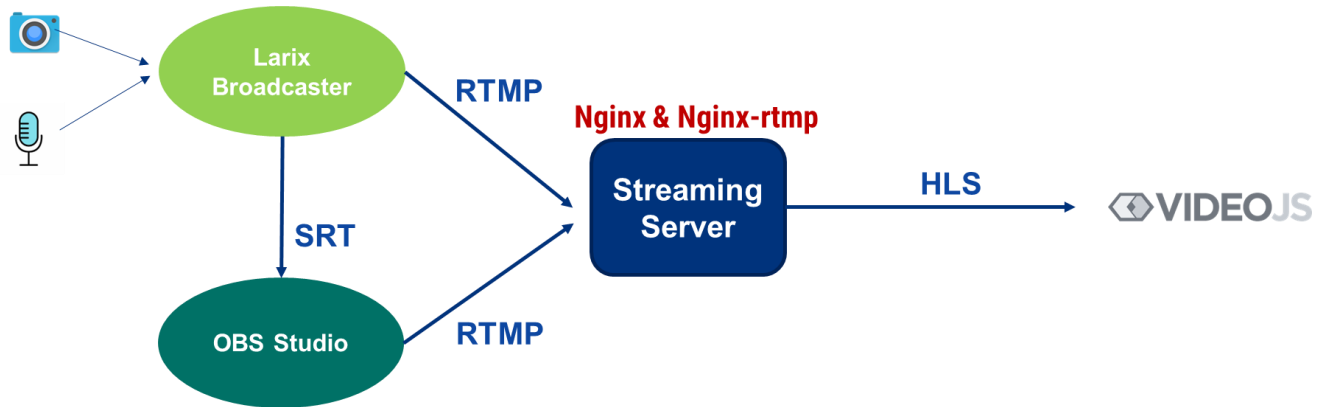 Larix
Broadcaster
RTMP
Nginx & Nginx-rtmp
Streaming
Server
HLS
VIDEOJS
SRT
OBS Studio
RTMP